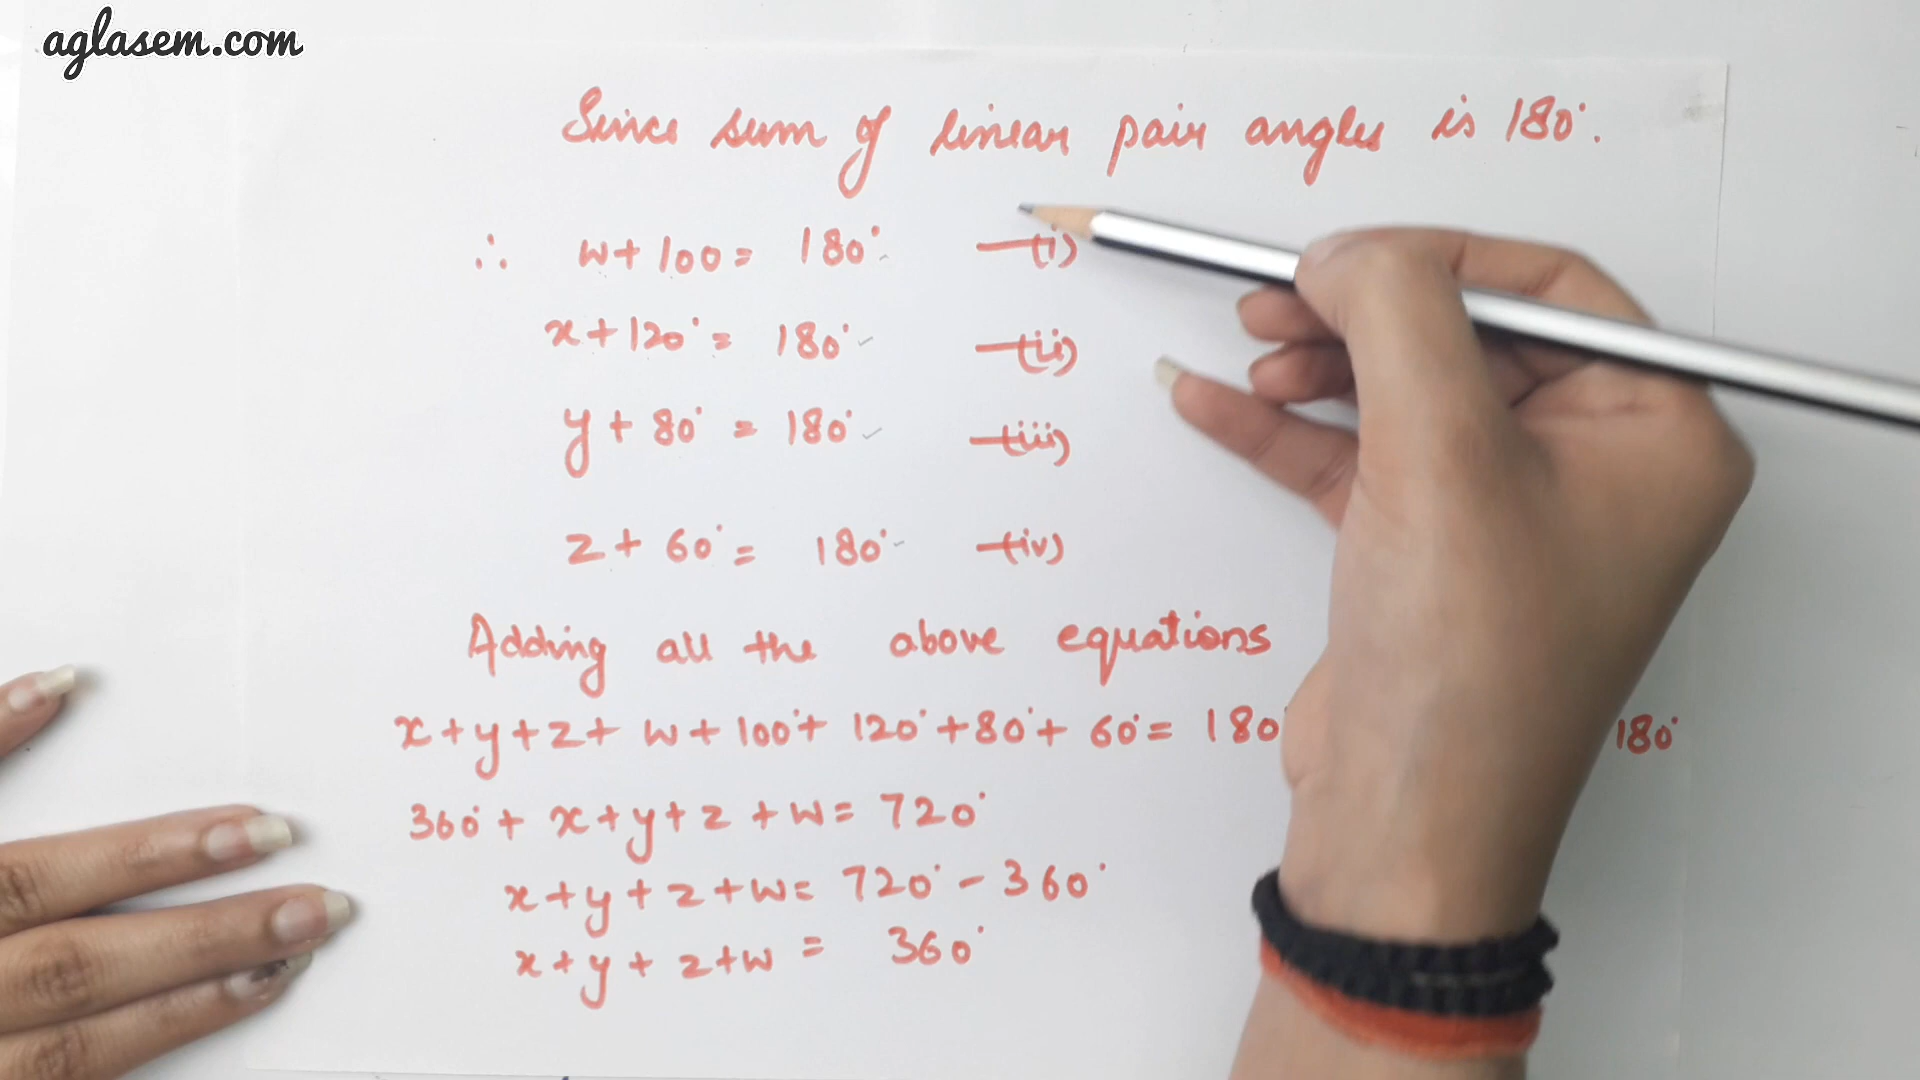 aglasem.com
Since sum of linear pair angles is 180°.
∴ w + 100 = 180° —(i)
x + 120° = 180° —(ii)
y + 80° = 180° —(iii)
z + 60° = 180° —(iv)
Adding all the above equations
x + y + z + w + 100° + 120° + 80° + 60° = 180 180°
360° + x + y + z + w = 720°
x + y + z + w = 720° - 360°
x + y + z + w = 360°